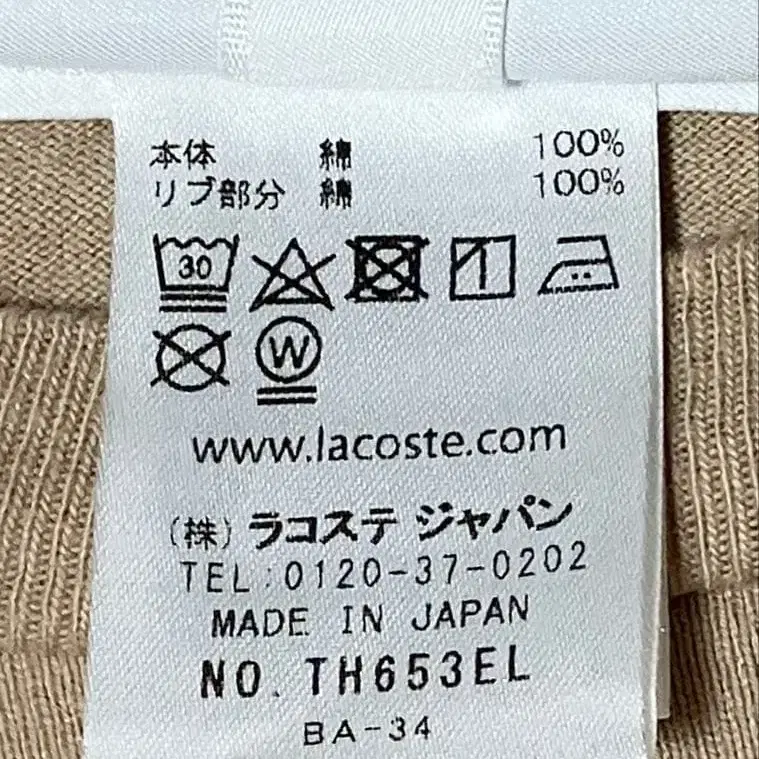 本体 綿 100%
リブ部分 綿 100%
30
W
www.lacoste.com
(株) ラコステ ジャパン
TEL:0120-37-0202
MADE IN JAPAN
NO. TH653EL
BA-34